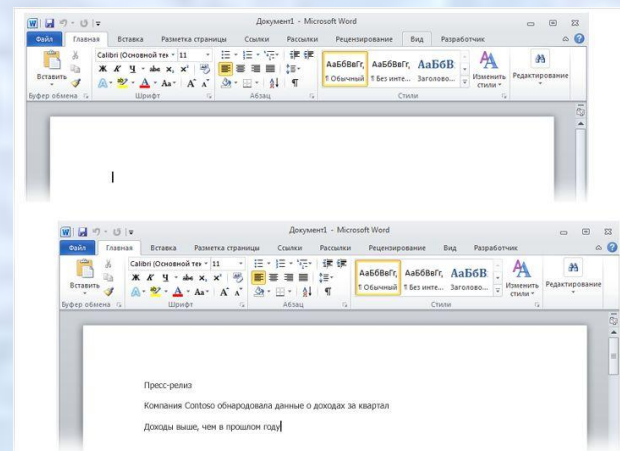 Документ1 - Microsoft Word
Файл Главная Вставка Разметка страницы Ссылки Рассылки Рецензирование Вид Разработчик
Calibri (Основной тек 11
Ж К Ч abc x, x²
Вставить
АаБбВвГг, АаБбВвГг, АаБбВ
¶ Обычный ¶ Без инте... Заголово...
Изменить стили
Редактирование
Буфер обмена Шрифт Абзац Стили
Документ1 - Microsoft Word
Файл Главная Вставка Разметка страницы Ссылки Рассылки Рецензирование Вид Разработчик
Calibri (Основной тек 11
Ж К Ч abc x, x²
Вставить
АаБбВвГг, АаБбВвГг, АаБбВ
¶ Обычный ¶ Без инте... Заголово...
Изменить стили
Редактирование
Буфер обмена Шрифт Абзац Стили
Пресс-релиз
Компания Contoso обнародовала данные о доходах за квартал
Доходы выше, чем в прошлом году